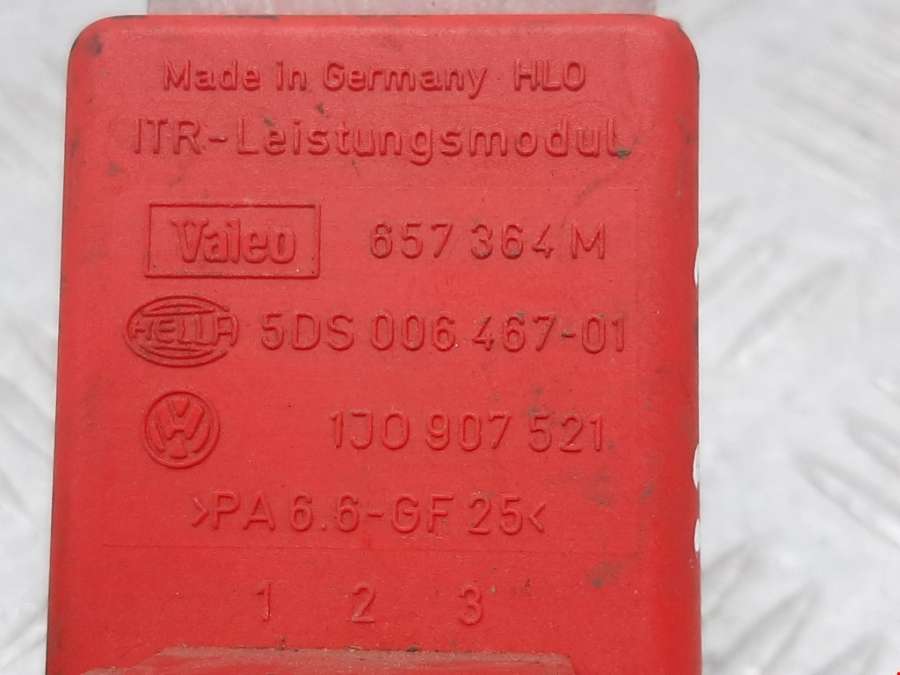 Made in Germany HLO
ITR-Leistungsmodul
Valeo 657 364 M
HELLA 5DS 006 467-01
VW 1J0 907 521
>PA 6.6-GF 25<
1 2 3